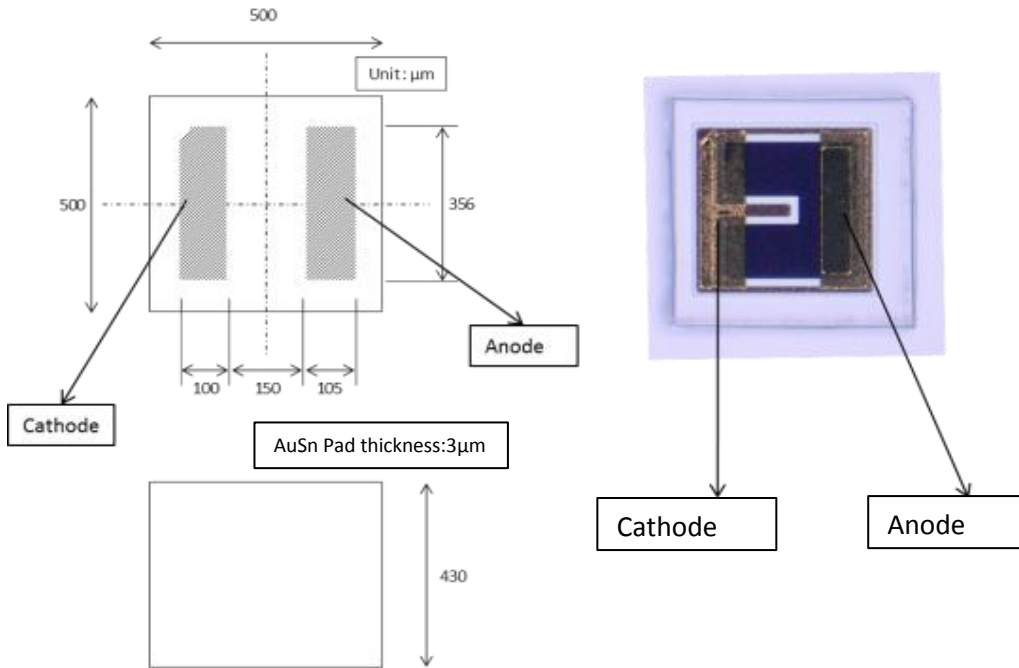 500
Unit: µm
500
356
100
150
105
Anode
Cathode
AuSn Pad thickness:3µm
430
Cathode
Anode